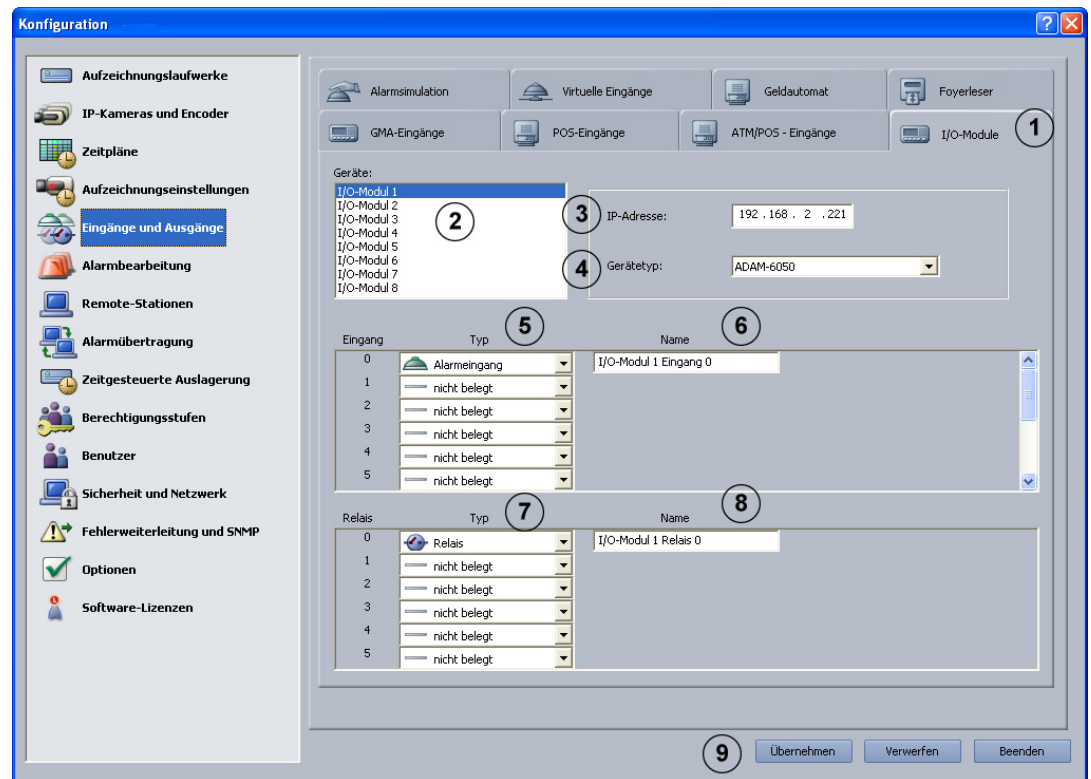 Konfiguration
Aufzeichnungslaufwerke
IP-Kameras und Encoder
Zeitpläne
Aufzeichnungseinstellungen
Eingänge und Ausgänge
Alarmbearbeitung
Remote-Stationen
Alarmübertragung
Zeitgesteuerte Auslagerung
Berechtigungsstufen
Benutzer
Sicherheit und Netzwerk
Fehlerweiterleitung und SNMP
Optionen
Software-Lizenzen
Alarmsimulation Virtuelle Eingänge Geldautomat Foyerleser
GMA-Eingänge POS-Eingänge ATM/POS - Eingänge I/O-Module 1
Geräte:
I/O-Modul 1
I/O-Modul 2
I/O-Modul 3
I/O-Modul 4
I/O-Modul 5
I/O-Modul 6
I/O-Modul 7
I/O-Modul 8
2
3 IP-Adresse: 192 . 168 . 2 . 221
4 Gerätetyp: ADAM-6050
5 6
Eingang Typ Name
0 Alarmeingang I/O-Modul 1 Eingang 0
1 nicht belegt
2 nicht belegt
3 nicht belegt
4 nicht belegt
5 nicht belegt
7 8
Relais Typ Name
0 Relais I/O-Modul 1 Relais 0
1 nicht belegt
2 nicht belegt
3 nicht belegt
4 nicht belegt
5 nicht belegt
9 Übernehmen Verwerfen Beenden